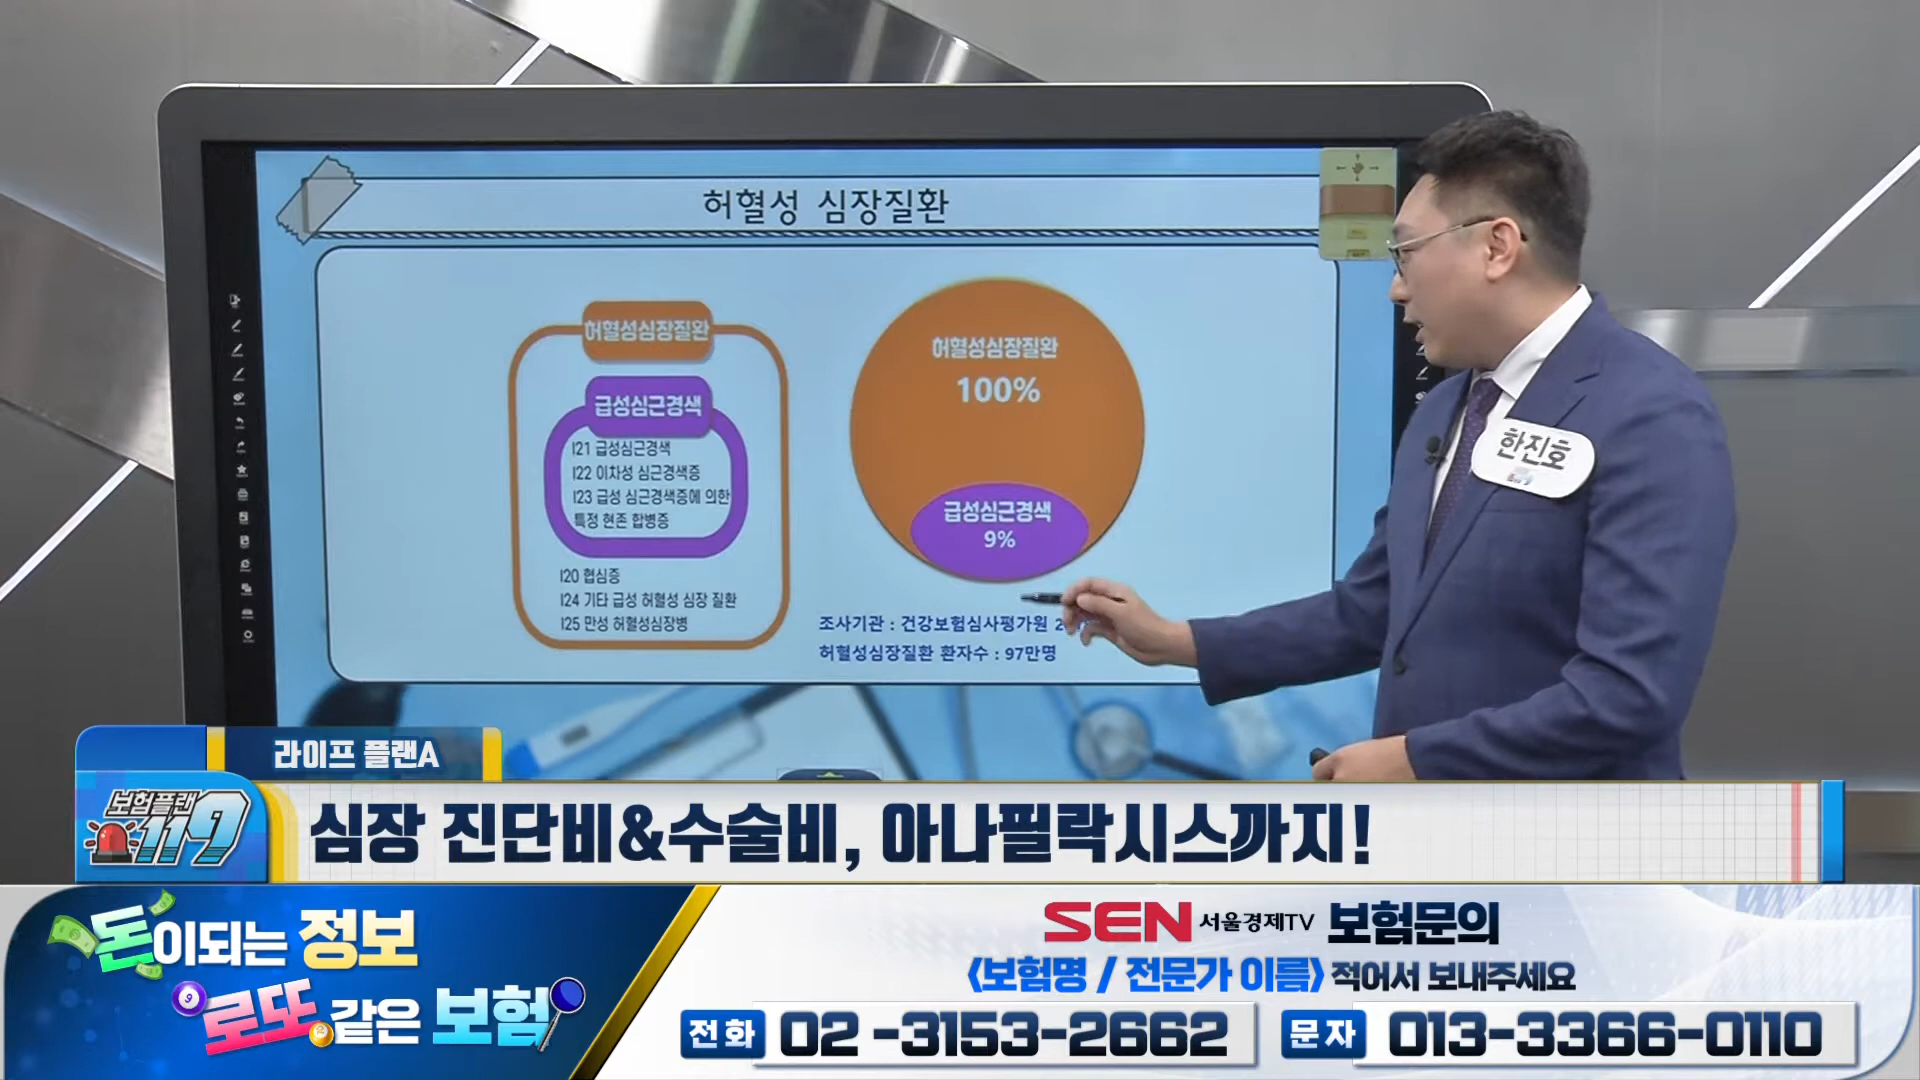 허혈성 심장질환
허혈성심장질환
급성심근경색
I21 급성심근경색
I22 이차성 심근경색증
I23 급성 심근경색증에 의한
특정 현존 합병증
I20 협심증
I24 기타 급성 허혈성 심장 질환
I25 만성 허혈성심장병
허혈성심장질환
100%
급성심근경색
9%
조사기관 : 건강보험심사평가원
허혈성심장질환 환자수 : 97만명
한진호
라이프 플랜A
보험플랜
119
심장 진단비&수술비, 아나필락시스까지!
돈이되는 정보
로또 같은 보험
SEN 서울경제TV 보험문의
<보험명 / 전문가 이름> 적어서 보내주세요
전화 02-3153-2662
문자 013-3366-0110